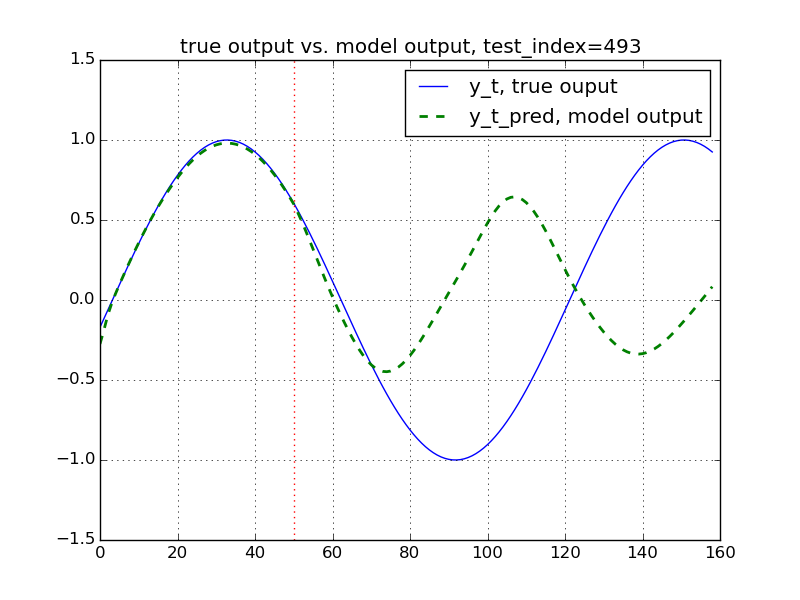 true output vs. model output, test_index=493
y_t, true ouput
y_t_pred, model output
1.5
1.0
0.5
0.0
−0.5
−1.0
−1.5
0 20 40 60 80 100 120 140 160